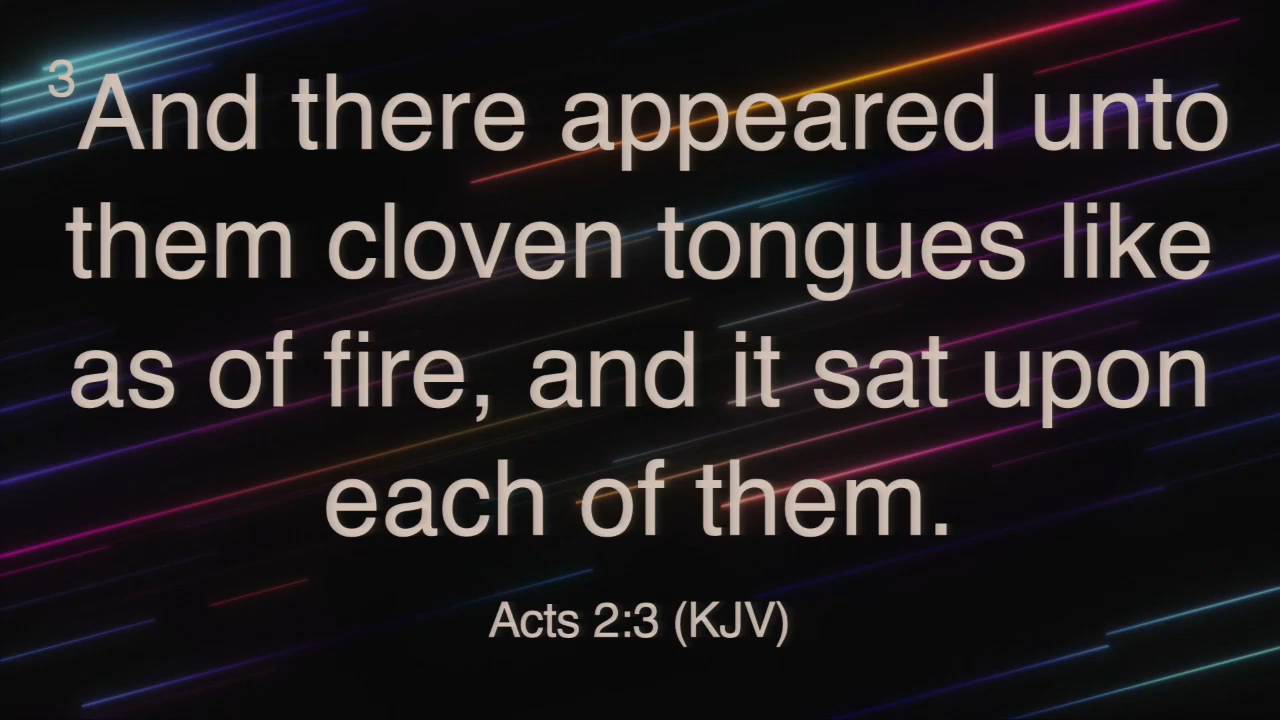 3And there appeared unto
them cloven tongues like
as of fire, and it sat upon
each of them.
Acts 2:3 (KJV)